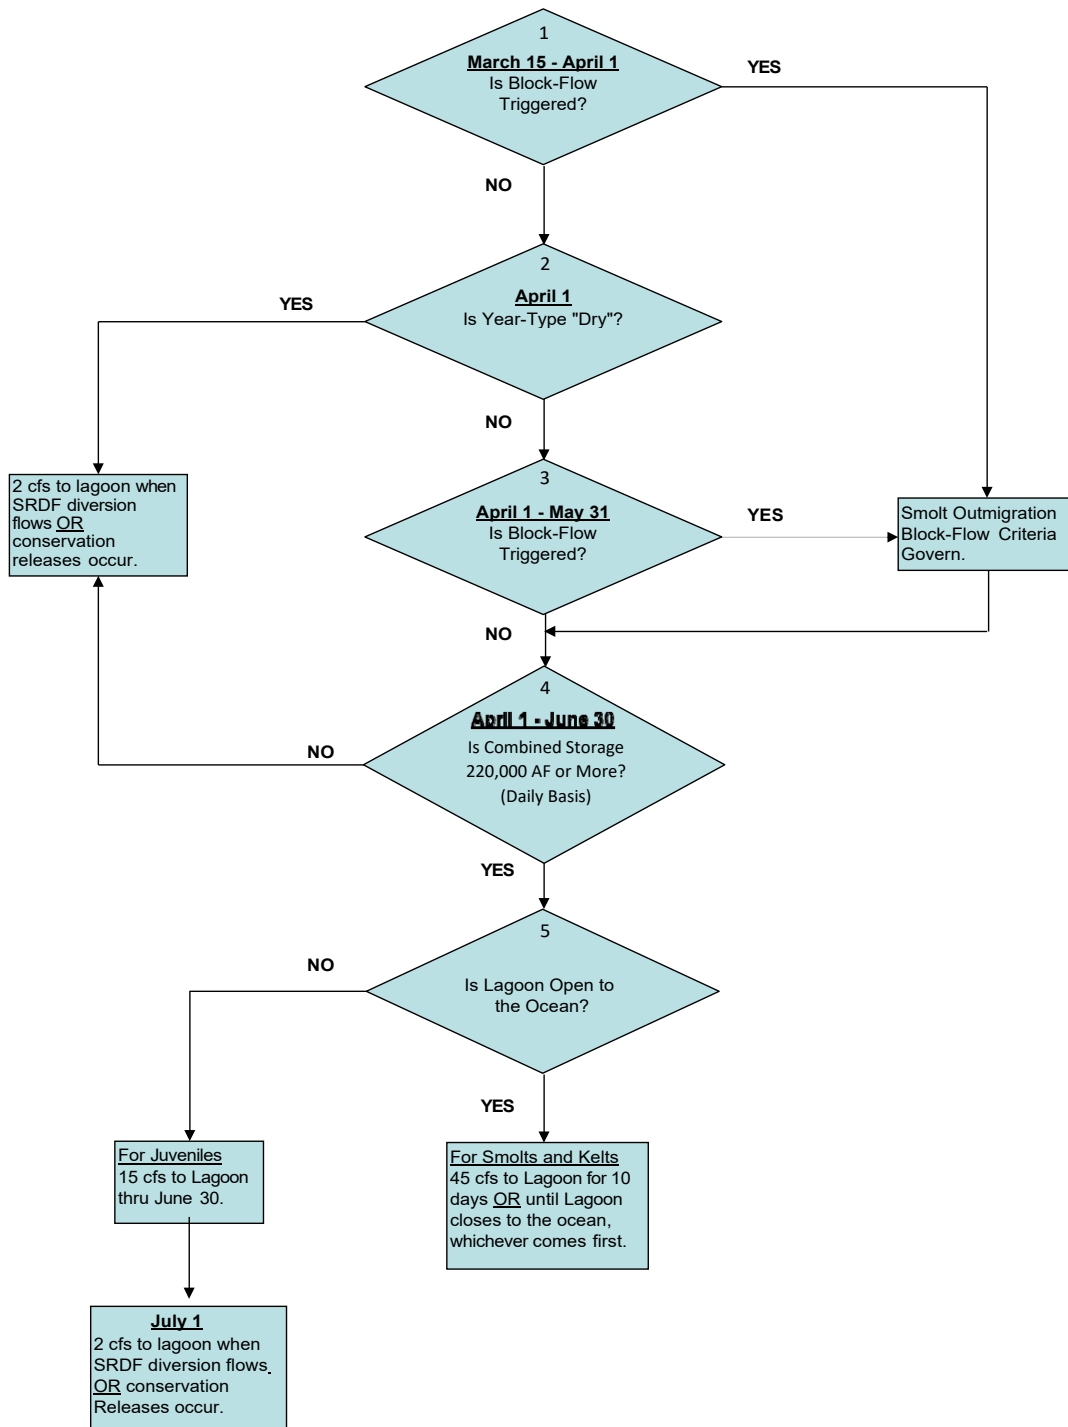 1
March 15 - April 1
Is Block-Flow
Triggered?
YES
NO
2
April 1
Is Year-Type "Dry"?
YES
NO
2 cfs to lagoon when
SRDF diversion
flows OR
conservation
releases occur.
3
April 1 - May 31
Is Block-Flow
Triggered?
YES
Smolt Outmigration
Block-Flow Criteria
Govern.
NO
4
April 1 - June 30
Is Combined Storage
220,000 AF or More?
(Daily Basis)
NO
YES
5
Is Lagoon Open to
the Ocean?
NO
YES
For Juveniles
15 cfs to Lagoon
thru June 30.
For Smolts and Kelts
45 cfs to Lagoon for 10
days OR until Lagoon
closes to the ocean,
whichever comes first.
July 1
2 cfs to lagoon when
SRDF diversion flows
OR conservation
Releases occur.